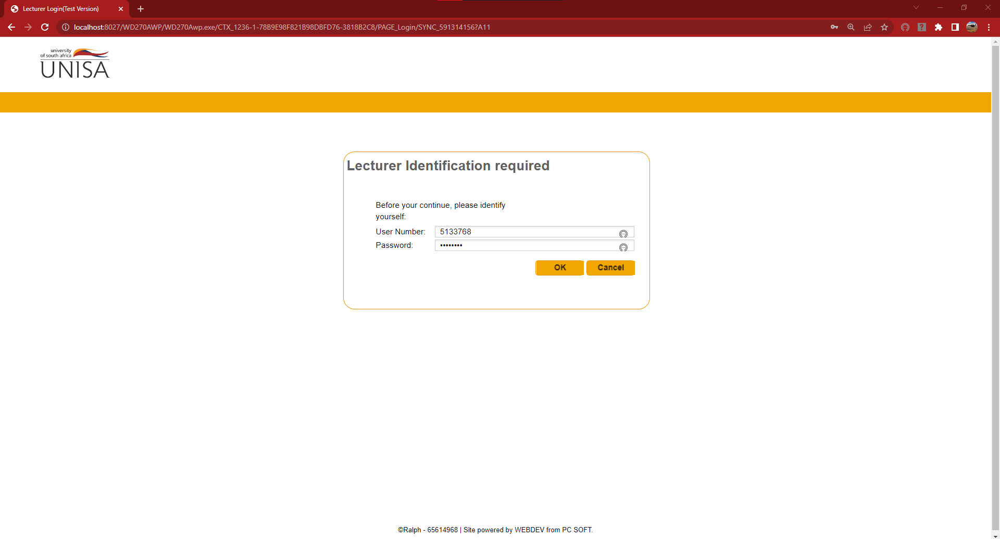 Lecturer Login(Test Version)
localhost:8027/WD270AWP/WD270Awp.exe/CTX_1236-1-78B9E98F821B98DBFD76-3818B2C8/PAGE_Login/SYNC_591314156?A11
university
of south africa
UNISA
Lecturer Identification required
Before your continue, please identify
yourself:
User Number: 5133768
Password: ••••••••
OK Cancel
©Ralph - 65614968 | Site powered by WEBDEV from PC SOFT.